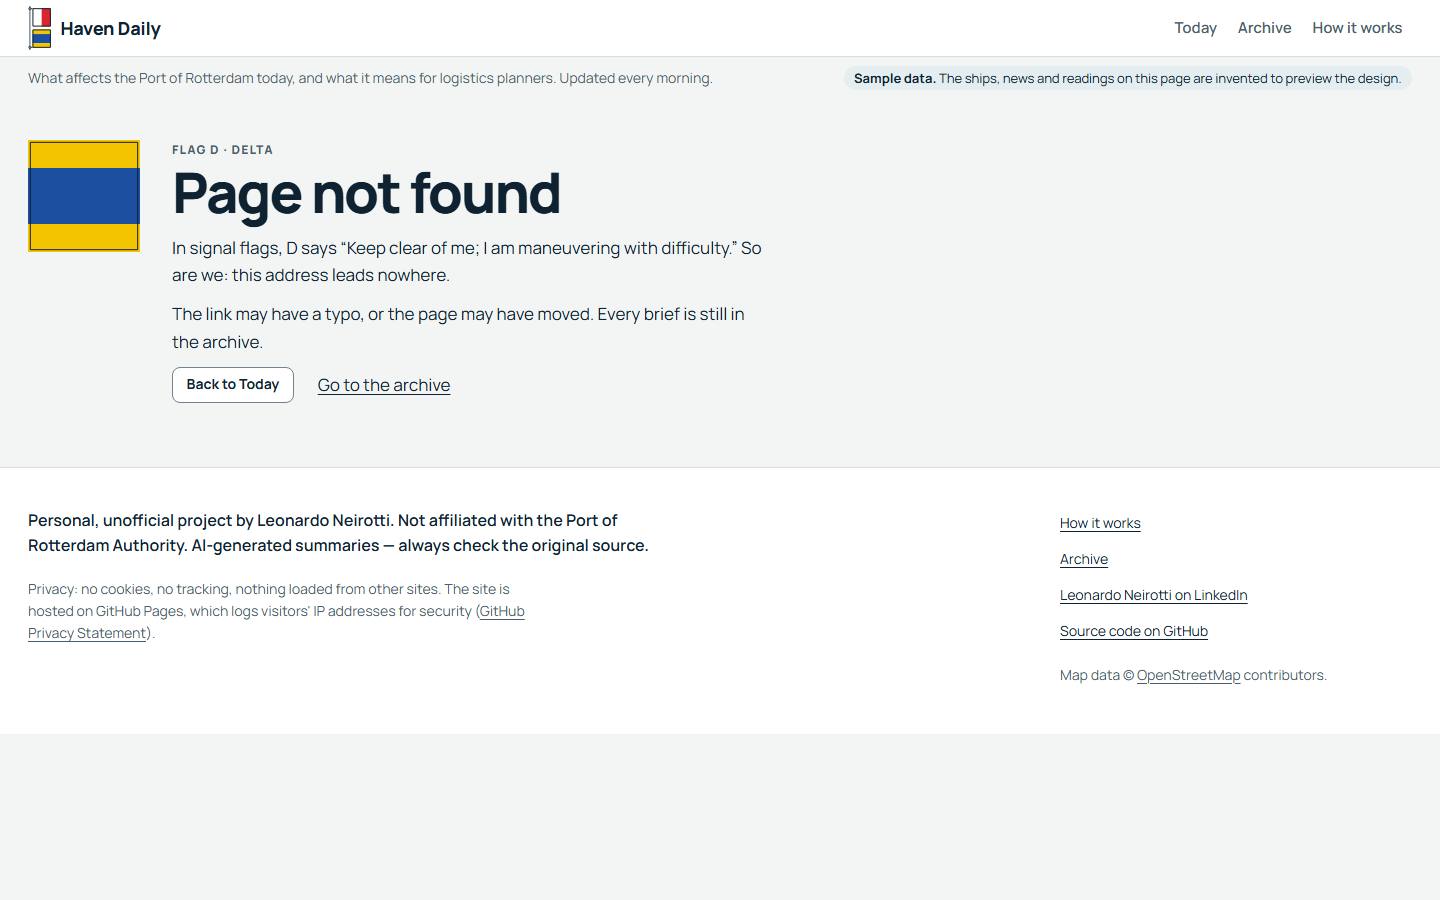 Haven Daily
Today
Archive
How it works
What affects the Port of Rotterdam today, and what it means for logistics planners. Updated every morning.
Sample data. The ships, news and readings on this page are invented to preview the design.
FLAG D · DELTA
Page not found
In signal flags, D says “Keep clear of me; I am maneuvering with difficulty.” So
are we: this address leads nowhere.
The link may have a typo, or the page may have moved. Every brief is still in
the archive.
Back to Today
Go to the archive
Personal, unofficial project by Leonardo Neirotti. Not affiliated with the Port of
Rotterdam Authority. AI-generated summaries — always check the original source.
Privacy: no cookies, no tracking, nothing loaded from other sites. The site is
hosted on GitHub Pages, which logs visitors' IP addresses for security (GitHub
Privacy Statement).
How it works
Archive
Leonardo Neirotti on LinkedIn
Source code on GitHub
Map data © OpenStreetMap contributors.